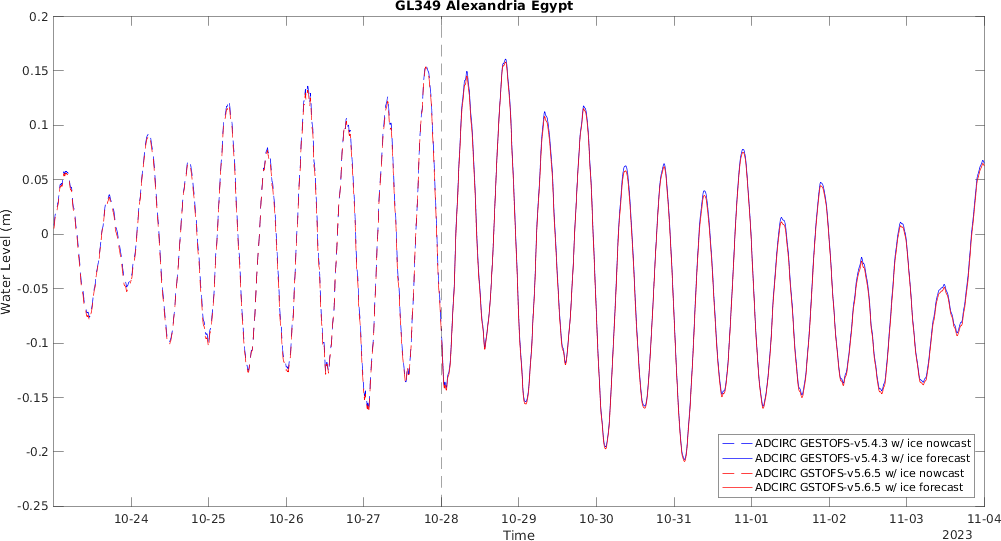 GL349 Alexandria Egypt
0.2
0.15
0.1
0.05
0
-0.05
-0.1
-0.15
-0.2
-0.25
Water Level (m)
ADCIRC GESTOFS-v5.4.3 w/ ice nowcast
ADCIRC GESTOFS-v5.4.3 w/ ice forecast
ADCIRC GSTOFS-v5.6.5 w/ ice nowcast
ADCIRC GSTOFS-v5.6.5 w/ ice forecast
10-24 10-25 10-26 10-27 10-28 10-29 10-30 10-31 11-01 11-02 11-03 11-04
2023
Time